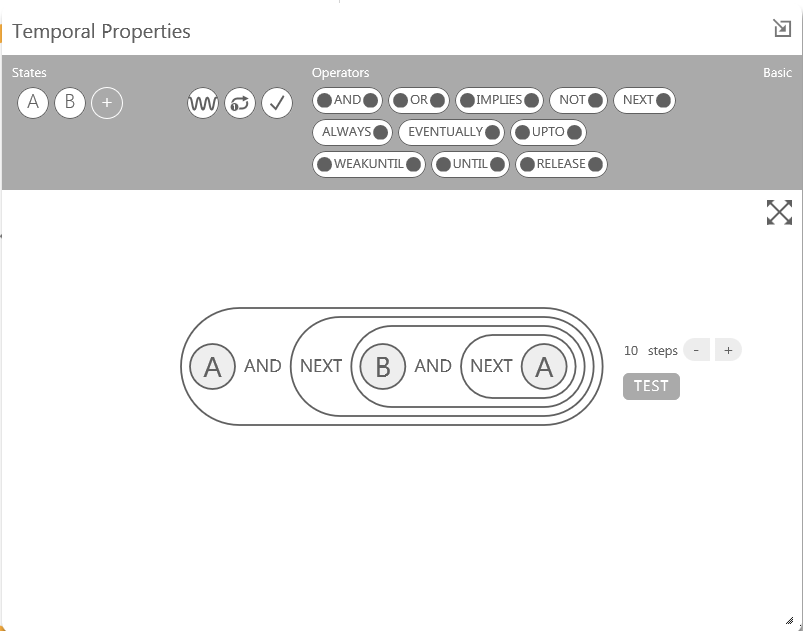 Temporal Properties
States
Operators
Basic
A B +
AND OR IMPLIES NOT NEXT
ALWAYS EVENTUALLY UPTO
WEAKUNTIL UNTIL RELEASE
A AND NEXT B AND NEXT A
10 steps - +
TEST